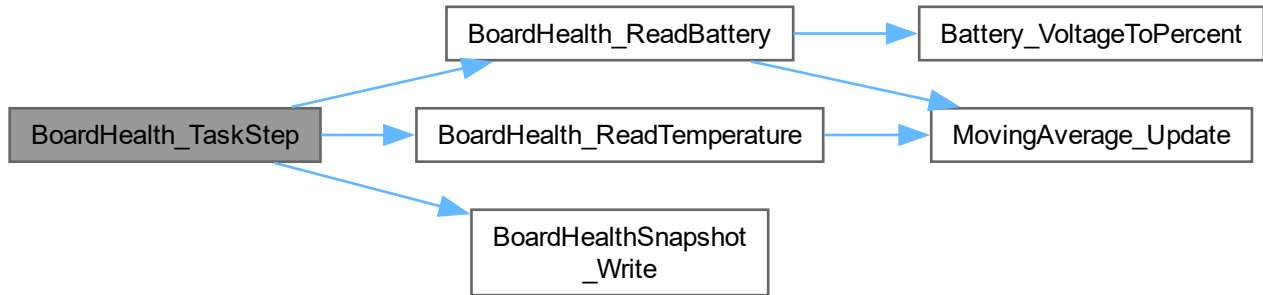 BoardHealth_ReadBattery
Battery_VoltageToPercent
BoardHealth_TaskStep
BoardHealth_ReadTemperature
MovingAverage_Update
BoardHealthSnapshot
_Write